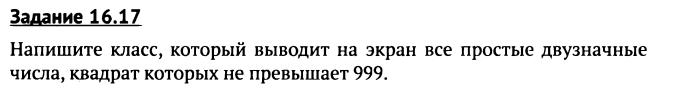 Задание 16.17
Напишите класс, который выводит на экран все простые двузначные
числа, квадрат которых не превышает 999.